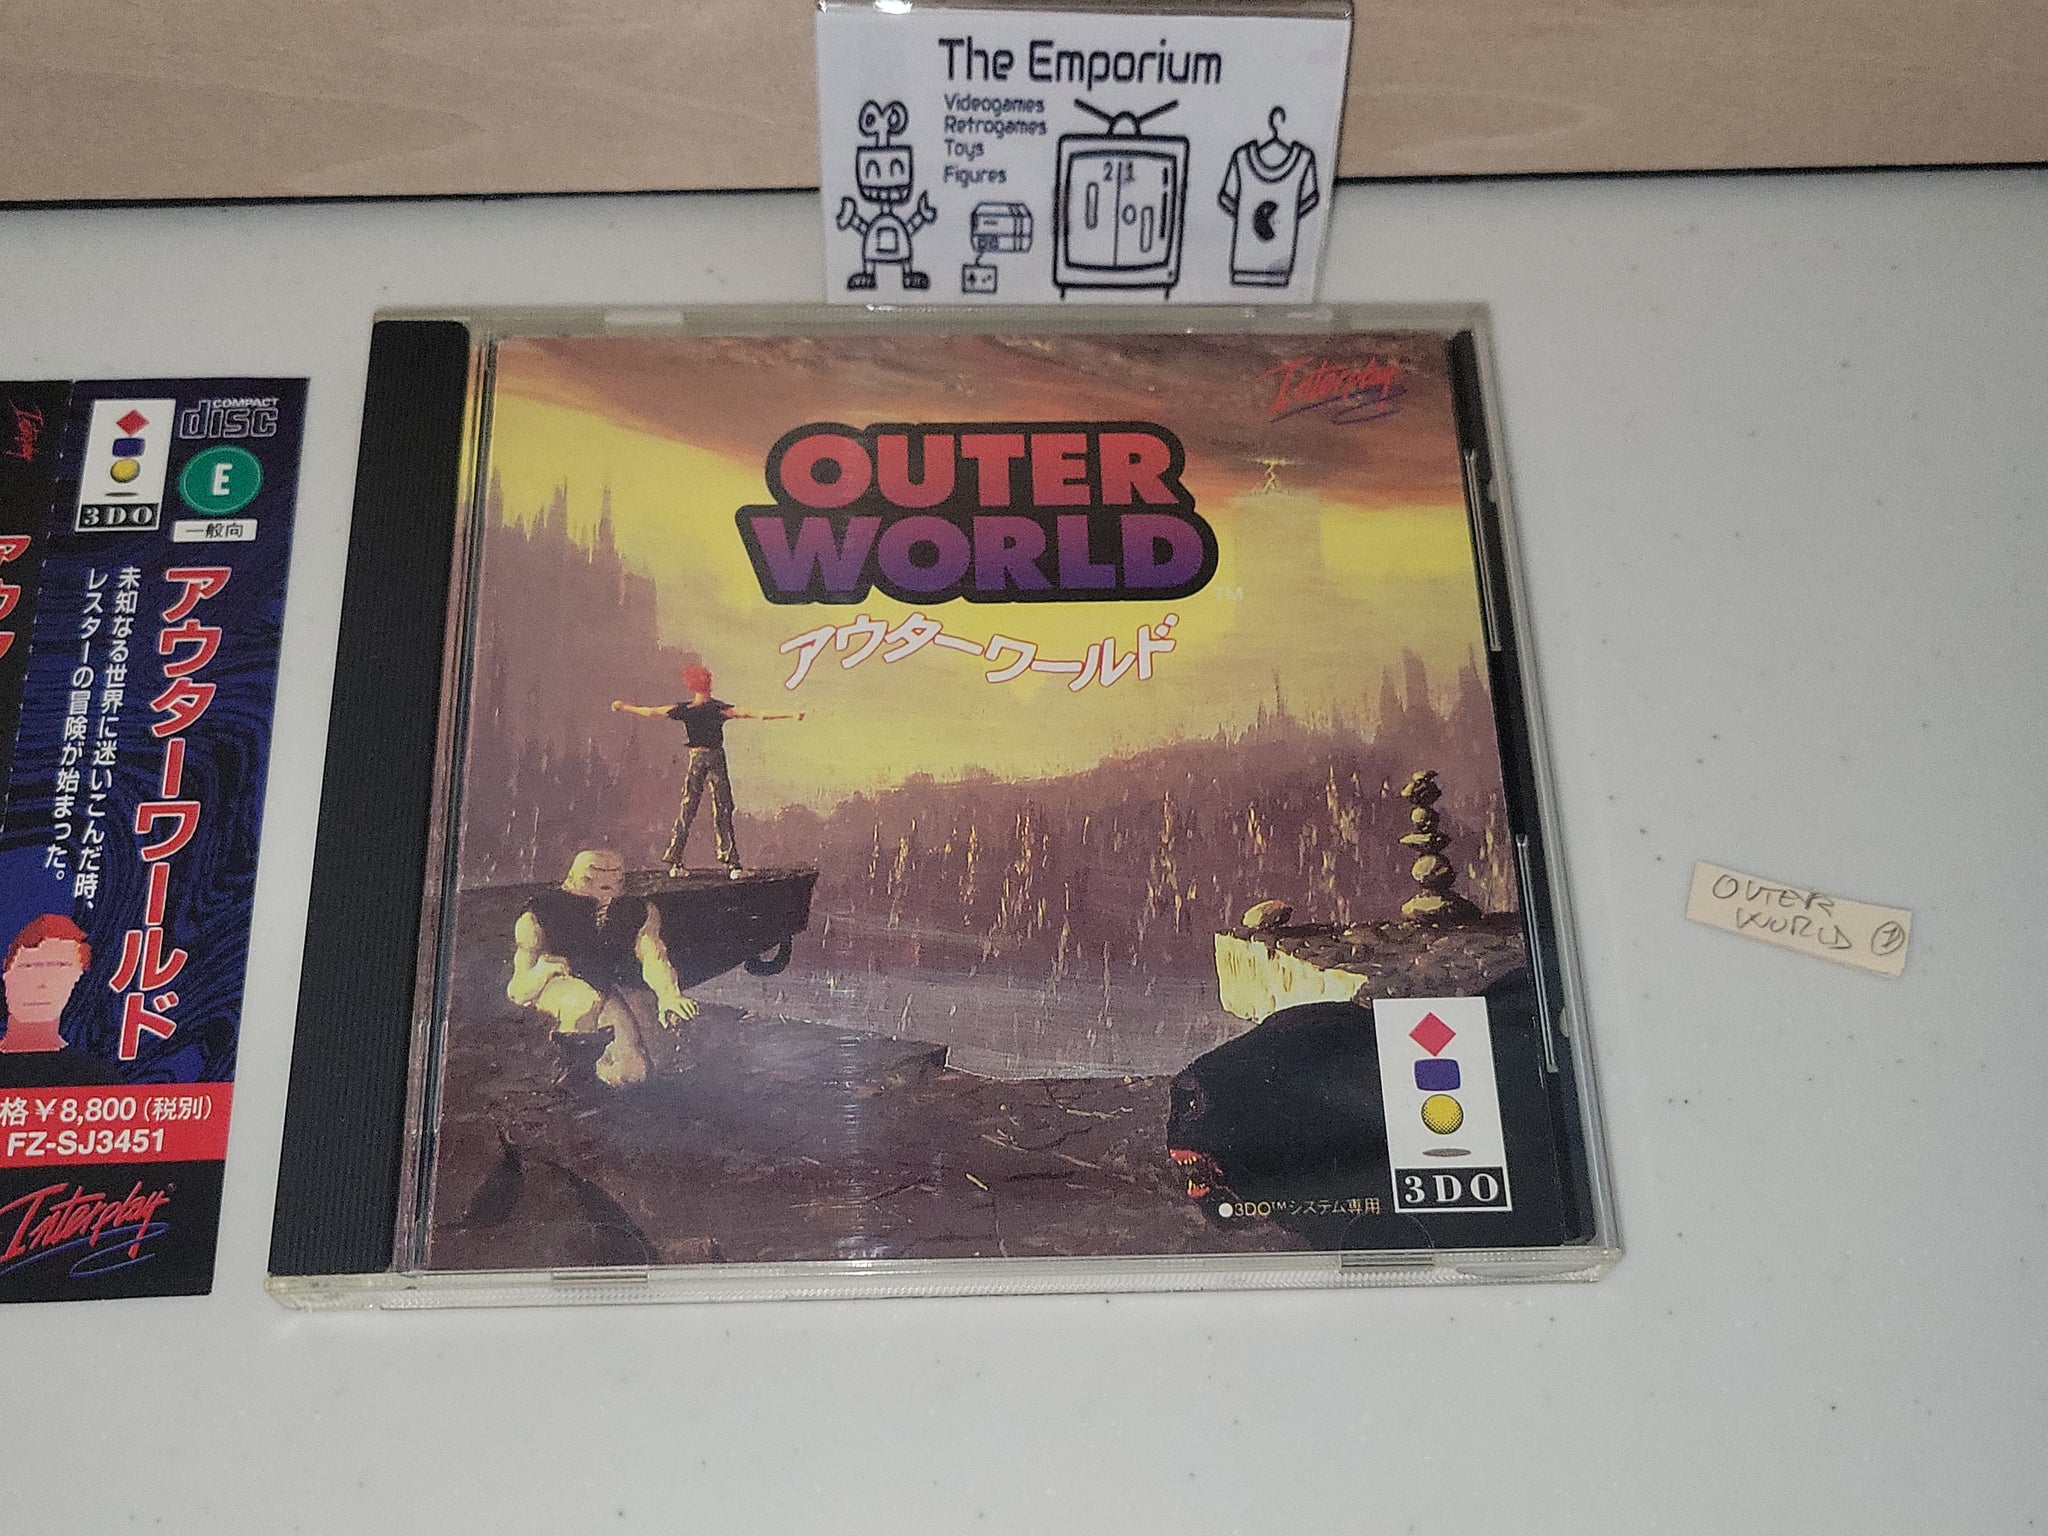 The Emporium
Videogames
Retrogames
Toys
Figures
2 1
Interplay
COMPACT
disc
3DO
E
一般向
アウターワールド
未知なる世界に迷いこんだ時、
レスターの冒険が始まった。
格¥8,800(税別)
FZ-SJ3451
Interplay
Interplay
OUTER
WORLD™
アウターワールド
●3DO™システム専用
3DO
OUTER
WORLD ①